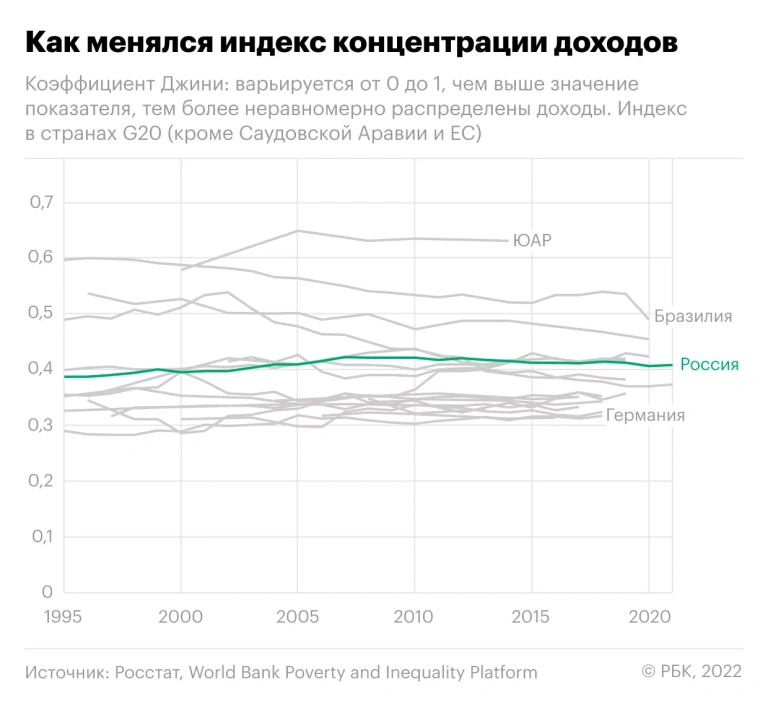 Как менялся индекс концентрации доходов
Коэффициент Джини: варьируется от 0 до 1, чем выше значение
показателя, тем более неравномерно распределены доходы. Индекс
в странах G20 (кроме Саудовской Аравии и ЕС)
0,7
0,6
ЮАР
0,5
Бразилия
0,4
Россия
Германия
0,3
0,2
0,1
0
1995
2000
2005
2010
2015
2020
Источник: Росстат, World Bank Poverty and Inequality Platform
© РБК, 2022